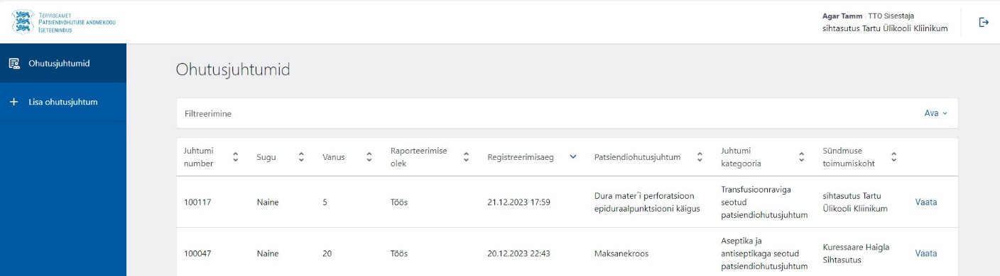 TERVISEAMET
PATSIENDIOHUTUSE ANDMEKOGU
ISETEENINDUS
Agar Tamm TTO Sisestaja
sihtasutus Tartu Ülikooli Kliinikum
Ohutusjuhtumid
Lisa ohutusjuhtum
Ohutusjuhtumid
Filtreerimine
Ava
Juhtumi
number
Sugu
Vanus
Raporteerimise
olek
Registreerimisaeg
Patsiendiohutusjuhtum
Juhtumi
kategooria
Sündmuse
toimumiskoht
100117
Naine
5
Töös
21.12.2023 17:59
Dura mater´i perforatsioon
epiduraalpunktsiooni käigus
Transfusioonraviga
seotud
patsiendiohutusjuhtum
sihtasutus Tartu
Ülikooli Kliinikum
Vaata
100047
Naine
20
Töös
20.12.2023 22:43
Maksanekroos
Aseptika ja
antiseptikaga seotud
patsiendiohutusjuhtum
Kuressaare Haigla
Sihtasutus
Vaata